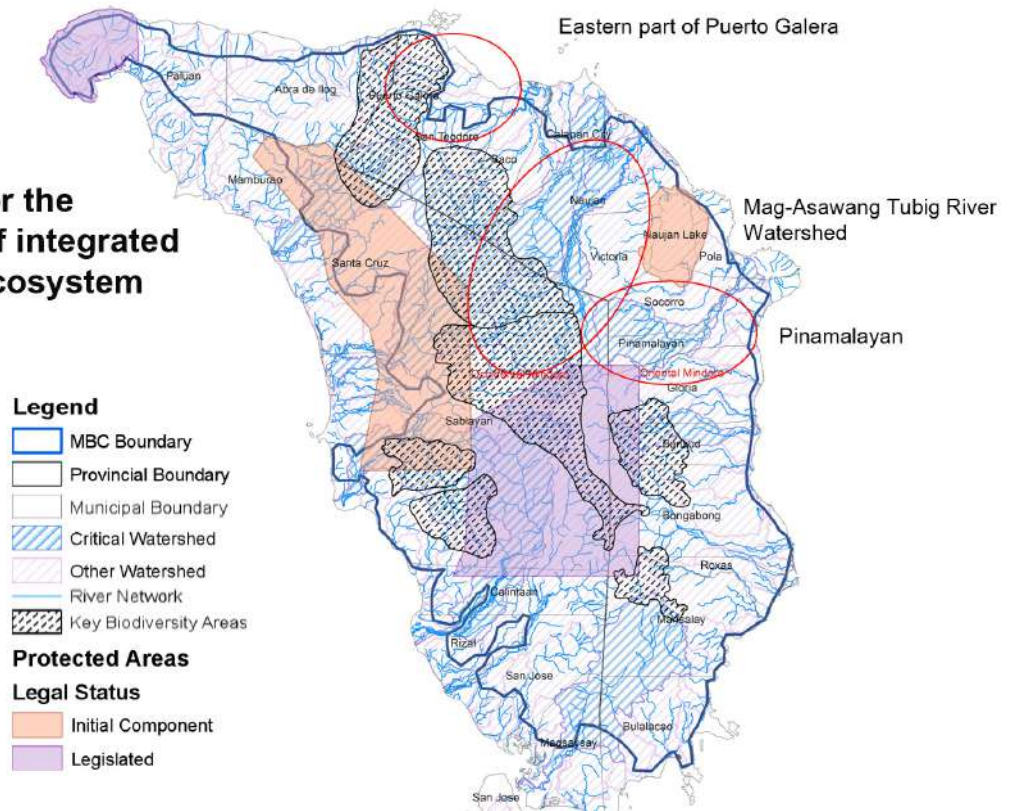 Eastern part of Puerto Galera
Paluan
Abra de Ilog
Puerto Galera
San Teodoro
Calapan City
Baco
Mamburao
Naujan
Mag-Asawang Tubig River
Watershed
or the
f integrated
cosystem
Naujan Lake
Victoria
Pola
Santa Cruz
Socorro
Pinamalayan
Pinamalayan
Oriental Mindoro
Gloria
Legend
MBC Boundary
Provincial Boundary
Municipal Boundary
Critical Watershed
Other Watershed
River Network
Key Biodiversity Areas
Protected Areas
Legal Status
Initial Component
Legislated
Sablayan
Bongabong
Roxas
Calintaan
Mansalay
Rizal
San Jose
Bulalacao
Magsaysay
San Jose